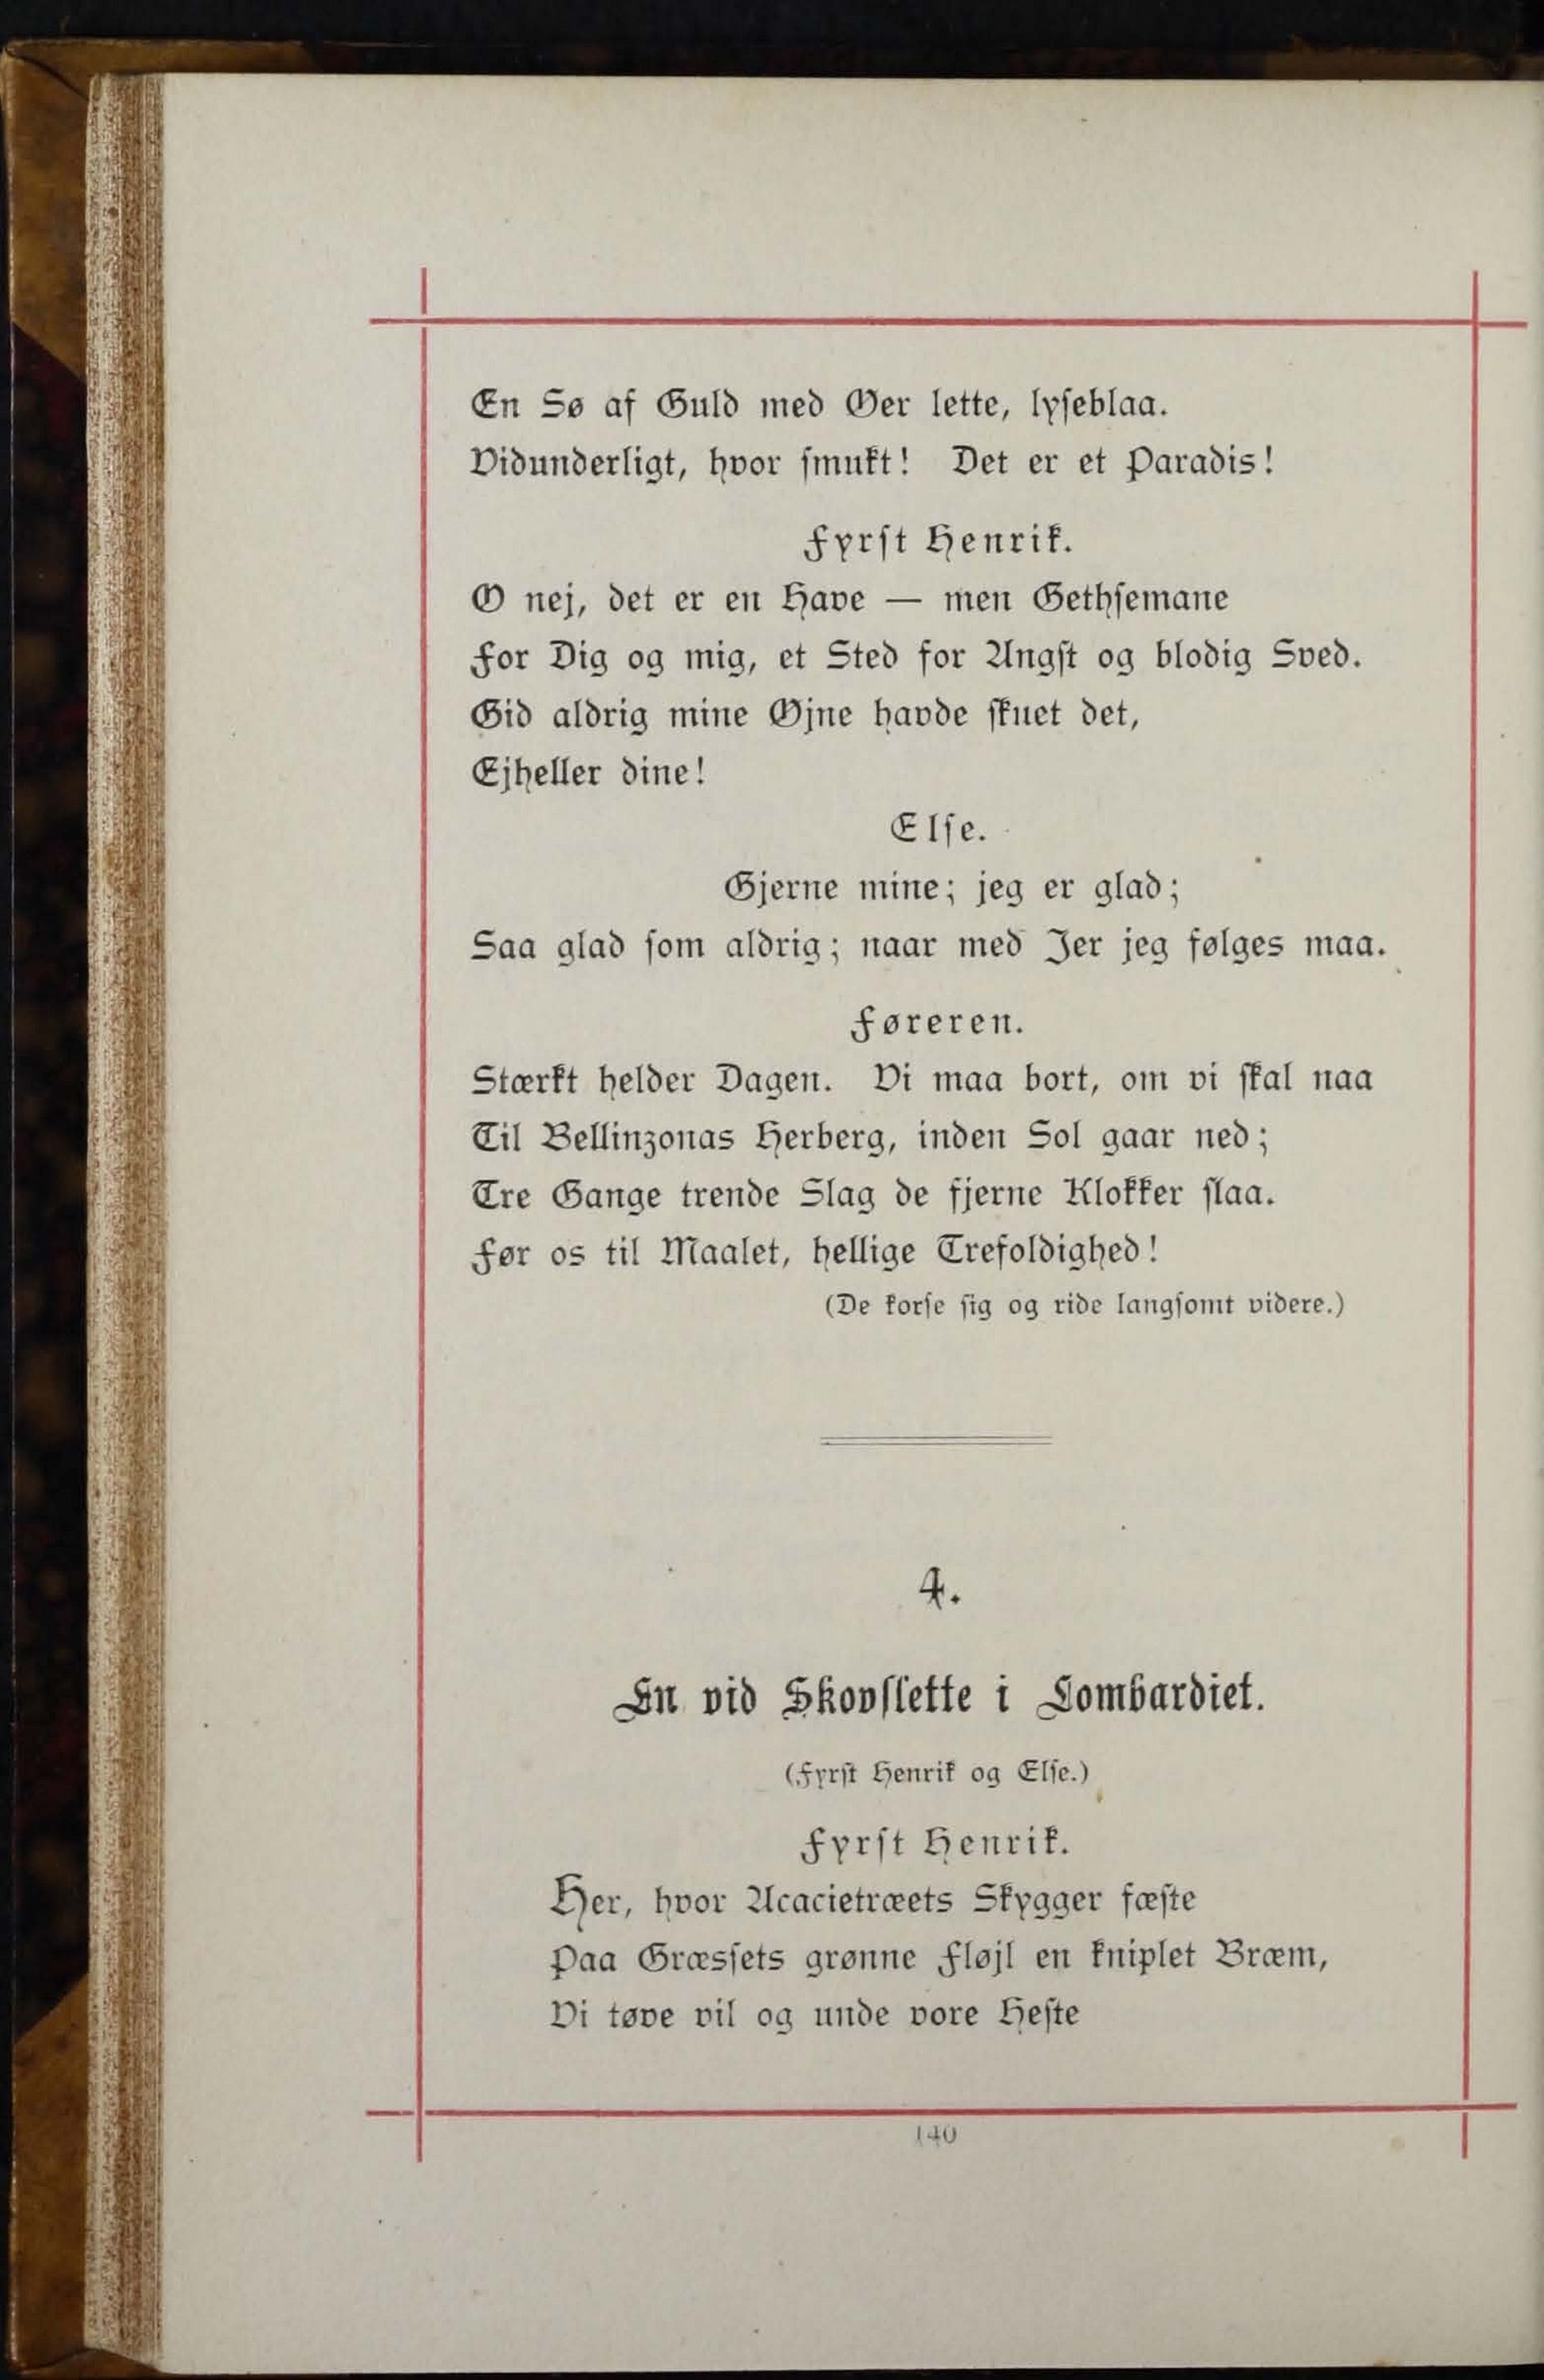 En Sø af Guld med Øer lette, lyseblaa.
Vidunderligt, hvor smukt! Det er et Paradis!
Fyrst Henrik.
O nej, det er en Have — men Gethsemane
For Dig og mig, et Sted for Angst og blodig Sved.
Gid aldrig mine Øjne havde skuet det,
Ejheller dine!
Else.
Gjerne mine; jeg er glad;
Saa glad som aldrig; naar med Jer jeg følges maa.
Føreren.
Stærkt helder Dagen. Vi maa bort, om vi skal naa
Til Bellinzonas Herberg, inden Sol gaar ned;
Tre Gange trende Slag de fjerne Klokker slaa.
Før os til Maalet, hellige Trefoldighed!
(De korse sig og ride langsomt videre.)
4.
En vid Skovslette i Lombardiet.
(Fyrst Henrik og Else.)
Fyrst Henrik.
Her, hvor Acacietræets Skygger fæste
Paa Græssets grønne Fløjl en kniplet Bræm,
Vi tøve vil og unde vore Heste
140